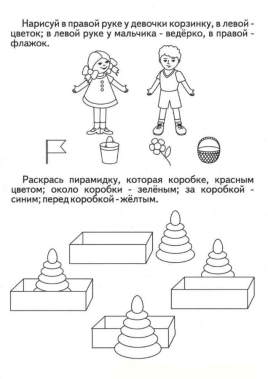 Нарисуй в правой руке у девочки корзинку, в левой -
цветок; в левой руке у мальчика - ведёрко, в правой -
флажок.
Раскрась пирамидку, которая коробке, красным
цветом; около коробки - зелёным; за коробкой -
синим; перед коробкой - жёлтым.